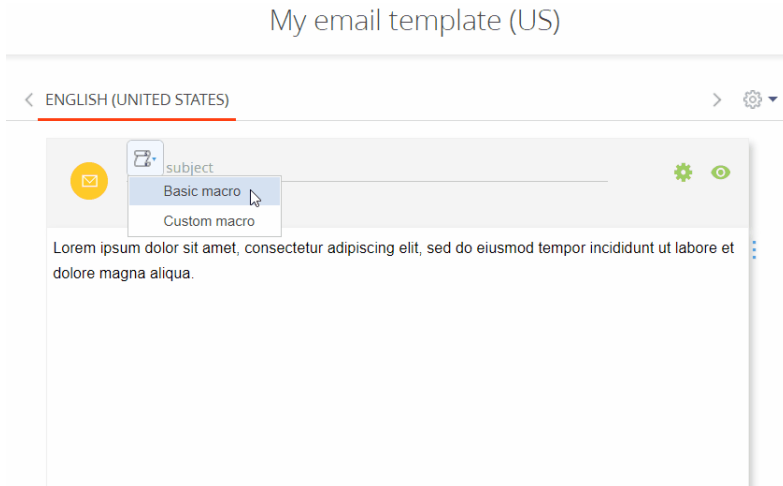 My email template (US)
ENGLISH (UNITED STATES)
subject
Basic macro
Custom macro
Lorem ipsum dolor sit amet, consectetur adipiscing elit, sed do eiusmod tempor incididunt ut labore et
dolore magna aliqua.